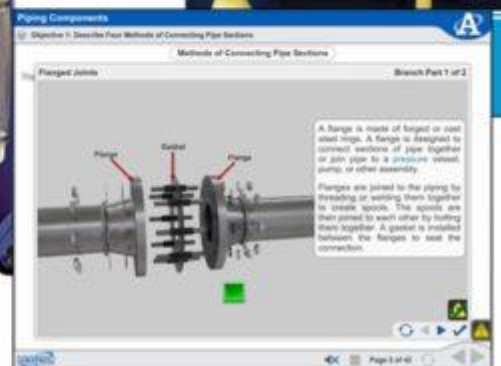 Piping Components
Objective 1: Describe Four Methods of Connecting Pipe Sections
Methods of Connecting Pipe Sections
Flanged Joints
Branch Part 1 of 2
Flange
Gasket
Flange
A flange is made of forged or cast
steel rings. A flange is designed to
connect sections of pipe together
or join pipe to a pressure vessel,
pump, or other assembly.
Flanges are joined to the piping by
threading or welding them together
to create spools. The spools are
then joined to each other by bolting
them together. A gasket is installed
between the flanges to seal the
connection.
Page 5 of 42